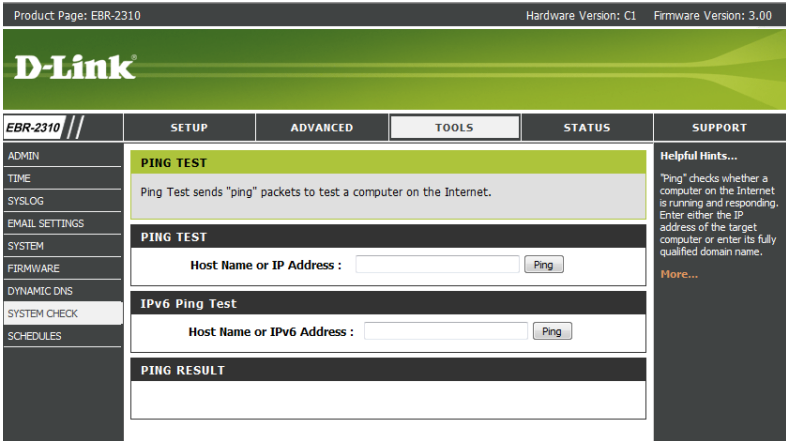 Product Page: EBR-2310
Hardware Version: C1
Firmware Version: 3.00
D-Link®
EBR-2310
SETUP
ADVANCED
TOOLS
STATUS
SUPPORT
ADMIN
TIME
SYSLOG
EMAIL SETTINGS
SYSTEM
FIRMWARE
DYNAMIC DNS
SYSTEM CHECK
SCHEDULES
PING TEST
Ping Test sends "ping" packets to test a computer on the Internet.
PING TEST
Host Name or IP Address :
Ping
IPv6 Ping Test
Host Name or IPv6 Address :
Ping
PING RESULT
Helpful Hints...
"Ping" checks whether a
computer on the Internet
is running and responding.
Enter either the IP
address of the target
computer or enter its fully
qualified domain name.
More...